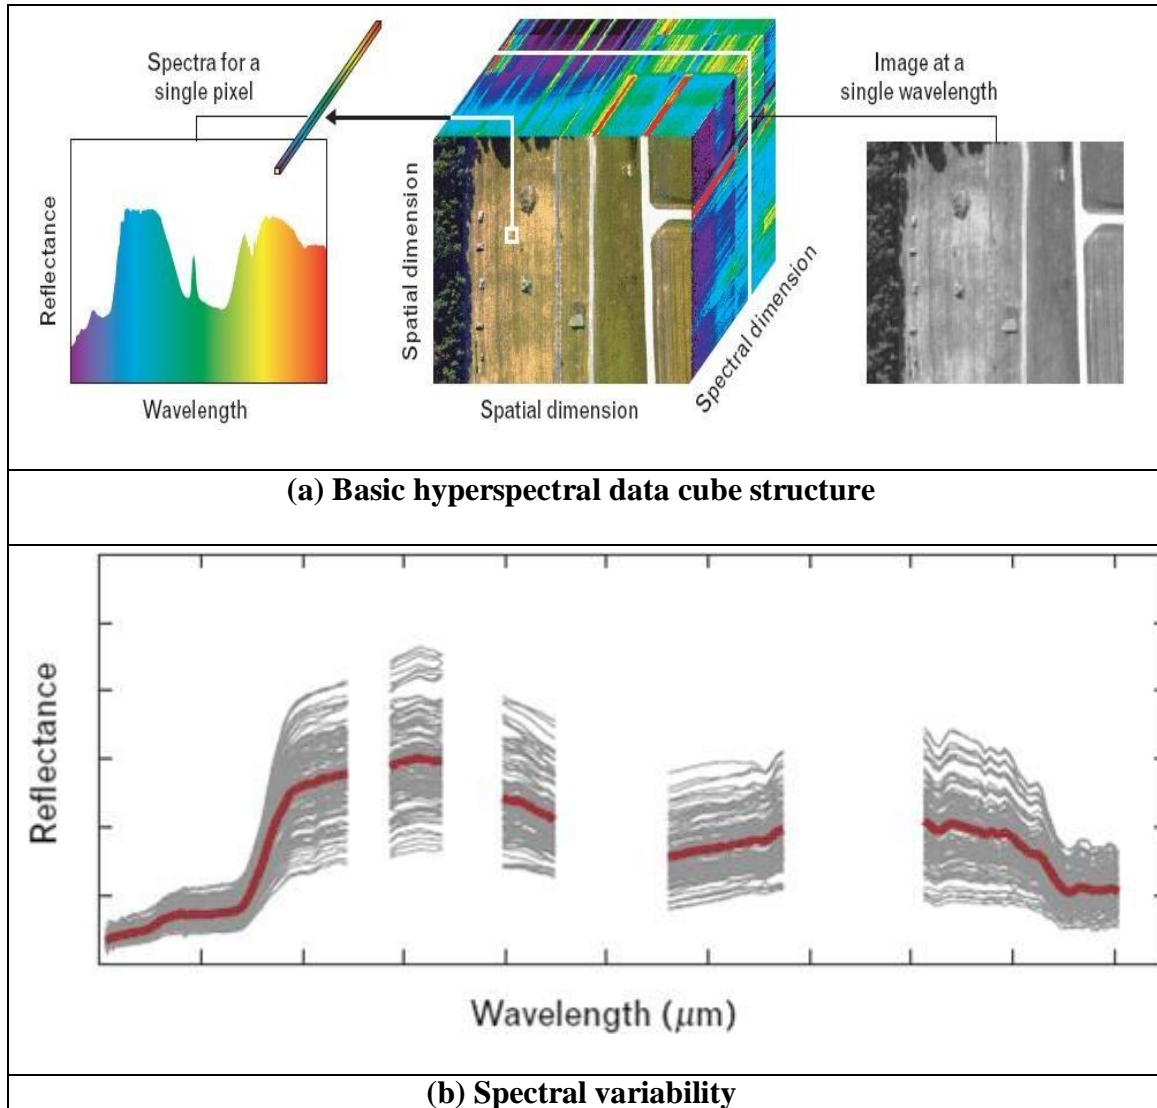 Spectra for a
single pixel
Image at a
single wavelength
Reflectance
Spatial dimension
Spectral dimension
Wavelength
Spatial dimension
(a) Basic hyperspectral data cube structure
Reflectance
Wavelength (μm)
(b) Spectral variability